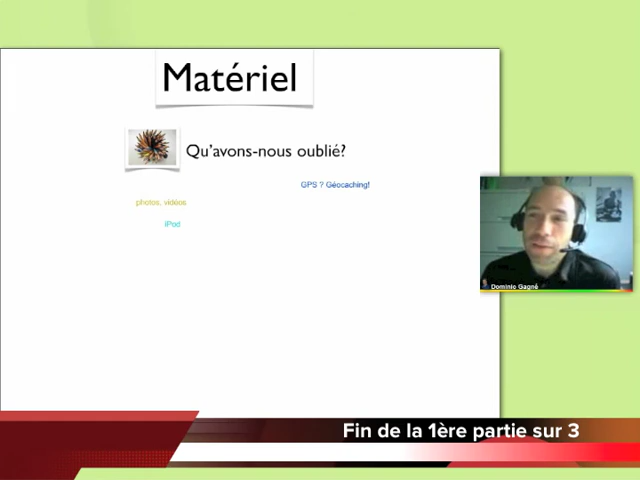 Matériel
Qu'avons-nous oublié?
GPS ? Géocaching!
photos, vidéos
iPod
Dominic Gagné
Fin de la 1ère partie sur 3